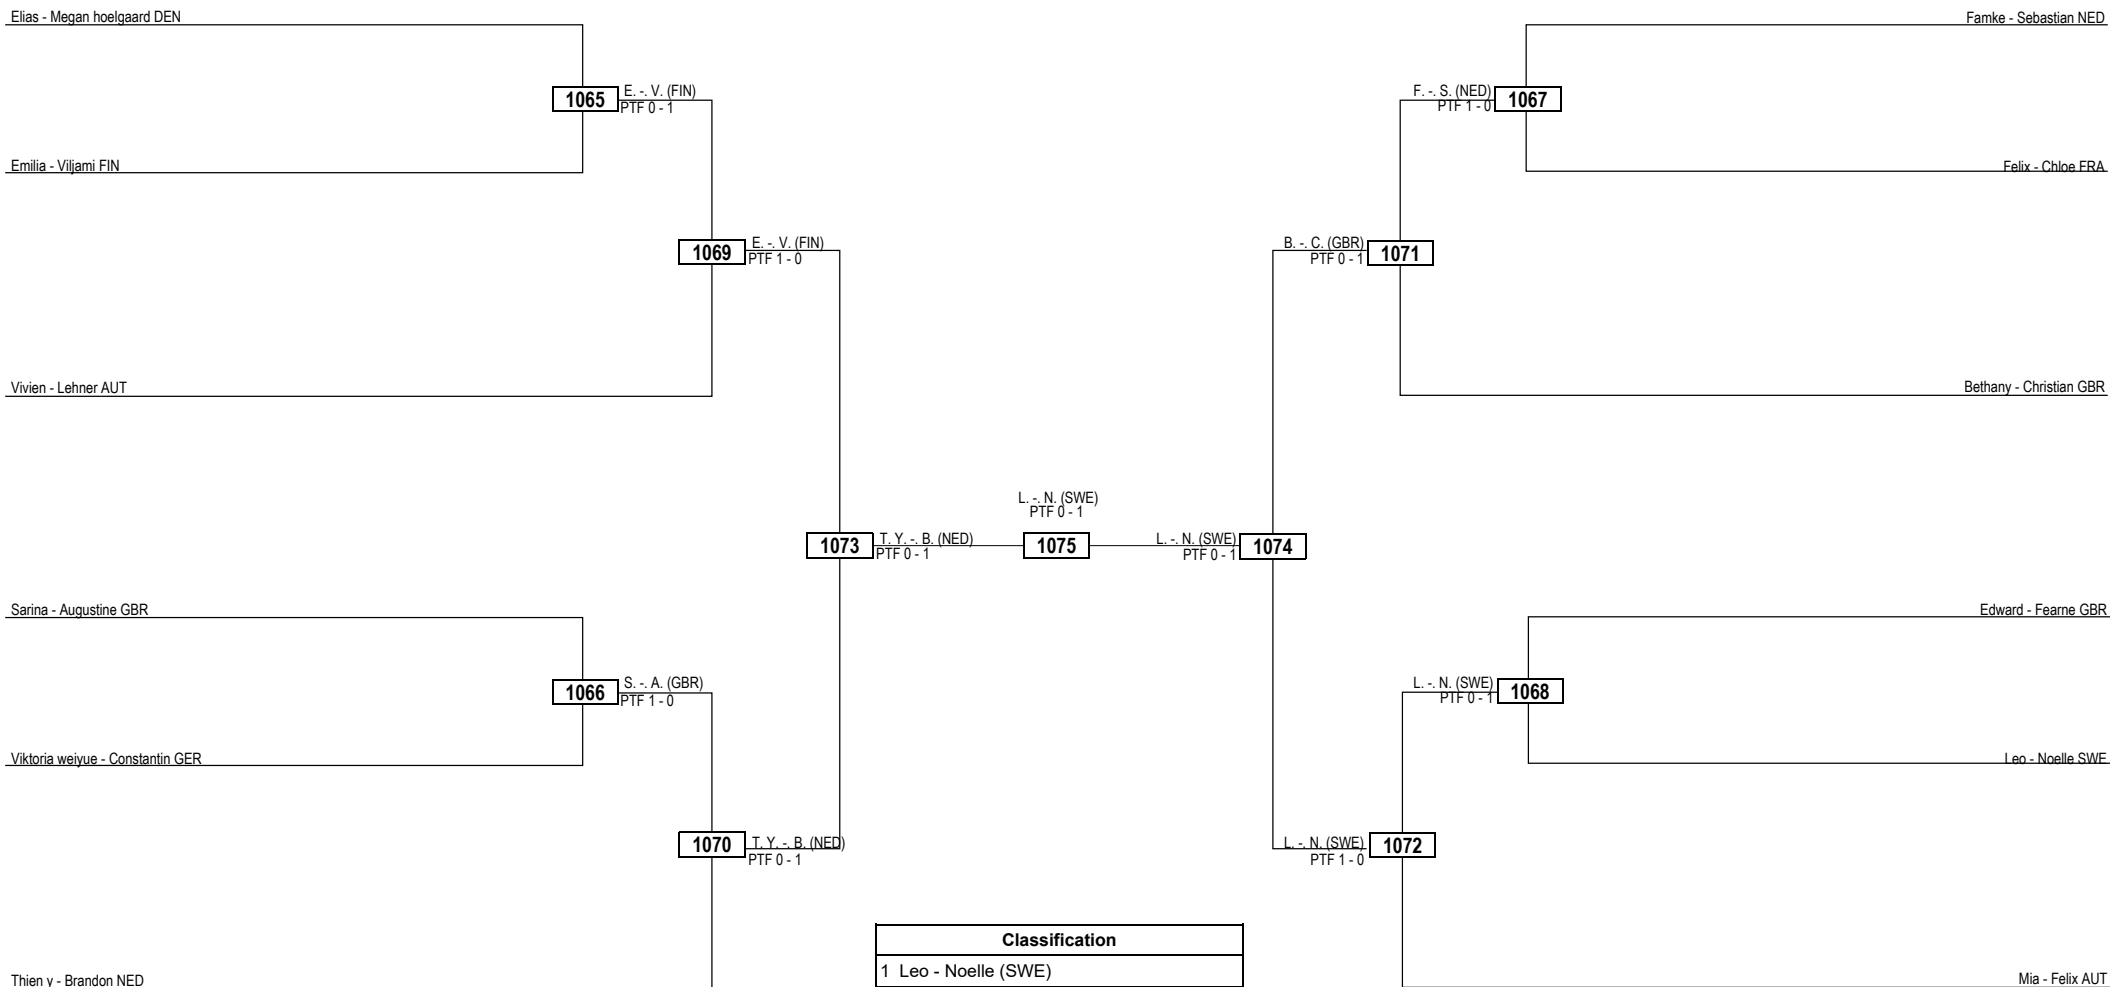 Elias - Megan hoelgaard DEN
Famke - Sebastian NED
1065
E. -. V. (FIN)
PTF 0 - 1
F. -. S. (NED)
PTF 1 - 0
1067
Emilia - Viljami FIN
Felix - Chloe FRA
1069
E. -. V. (FIN)
PTF 1 - 0
B. -. C. (GBR)
PTF 0 - 1
1071
Vivien - Lehner AUT
Bethany - Christian GBR
L. -. N. (SWE)
PTF 0 - 1
1073
T. Y. -. B. (NED)
PTF 0 - 1
1075
L. -. N. (SWE)
PTF 0 - 1
1074
Sarina - Augustine GBR
Edward - Fearne GBR
1066
S. -. A. (GBR)
PTF 1 - 0
L. -. N. (SWE)
PTF 0 - 1
1068
Viktoria weiyue - Constantin GER
Leo - Noelle SWE
1070
T. Y. -. B. (NED)
PTF 0 - 1
L. -. N. (SWE)
PTF 1 - 0
1072
Classification
1 Leo - Noelle (SWE)
Thien y - Brandon NED
Mia - Felix AUT